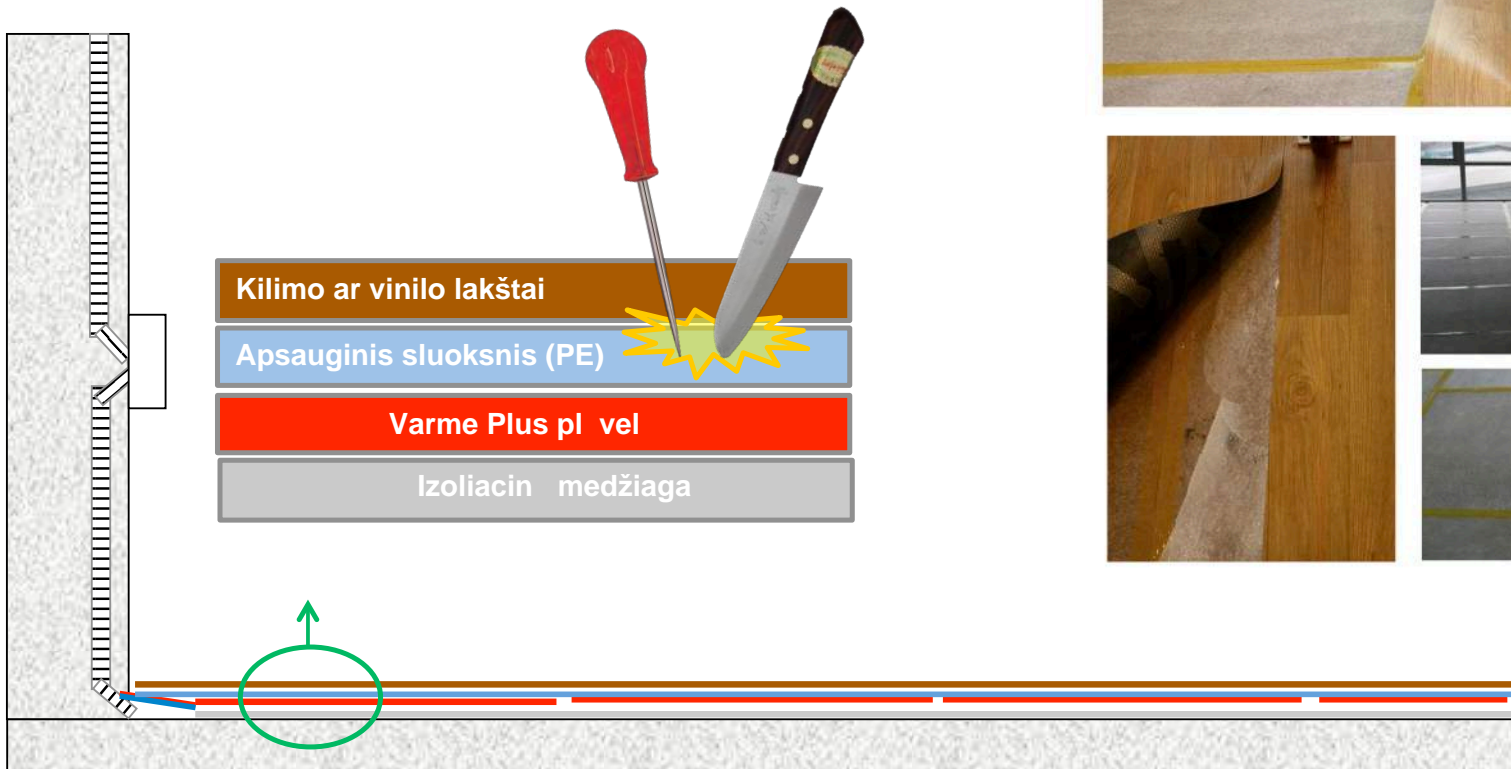 Kilimo ar vinilo lakštai
Apsauginis sluoksnis (PE)
Varme Plus pl vel
Izoliacin medžiaga